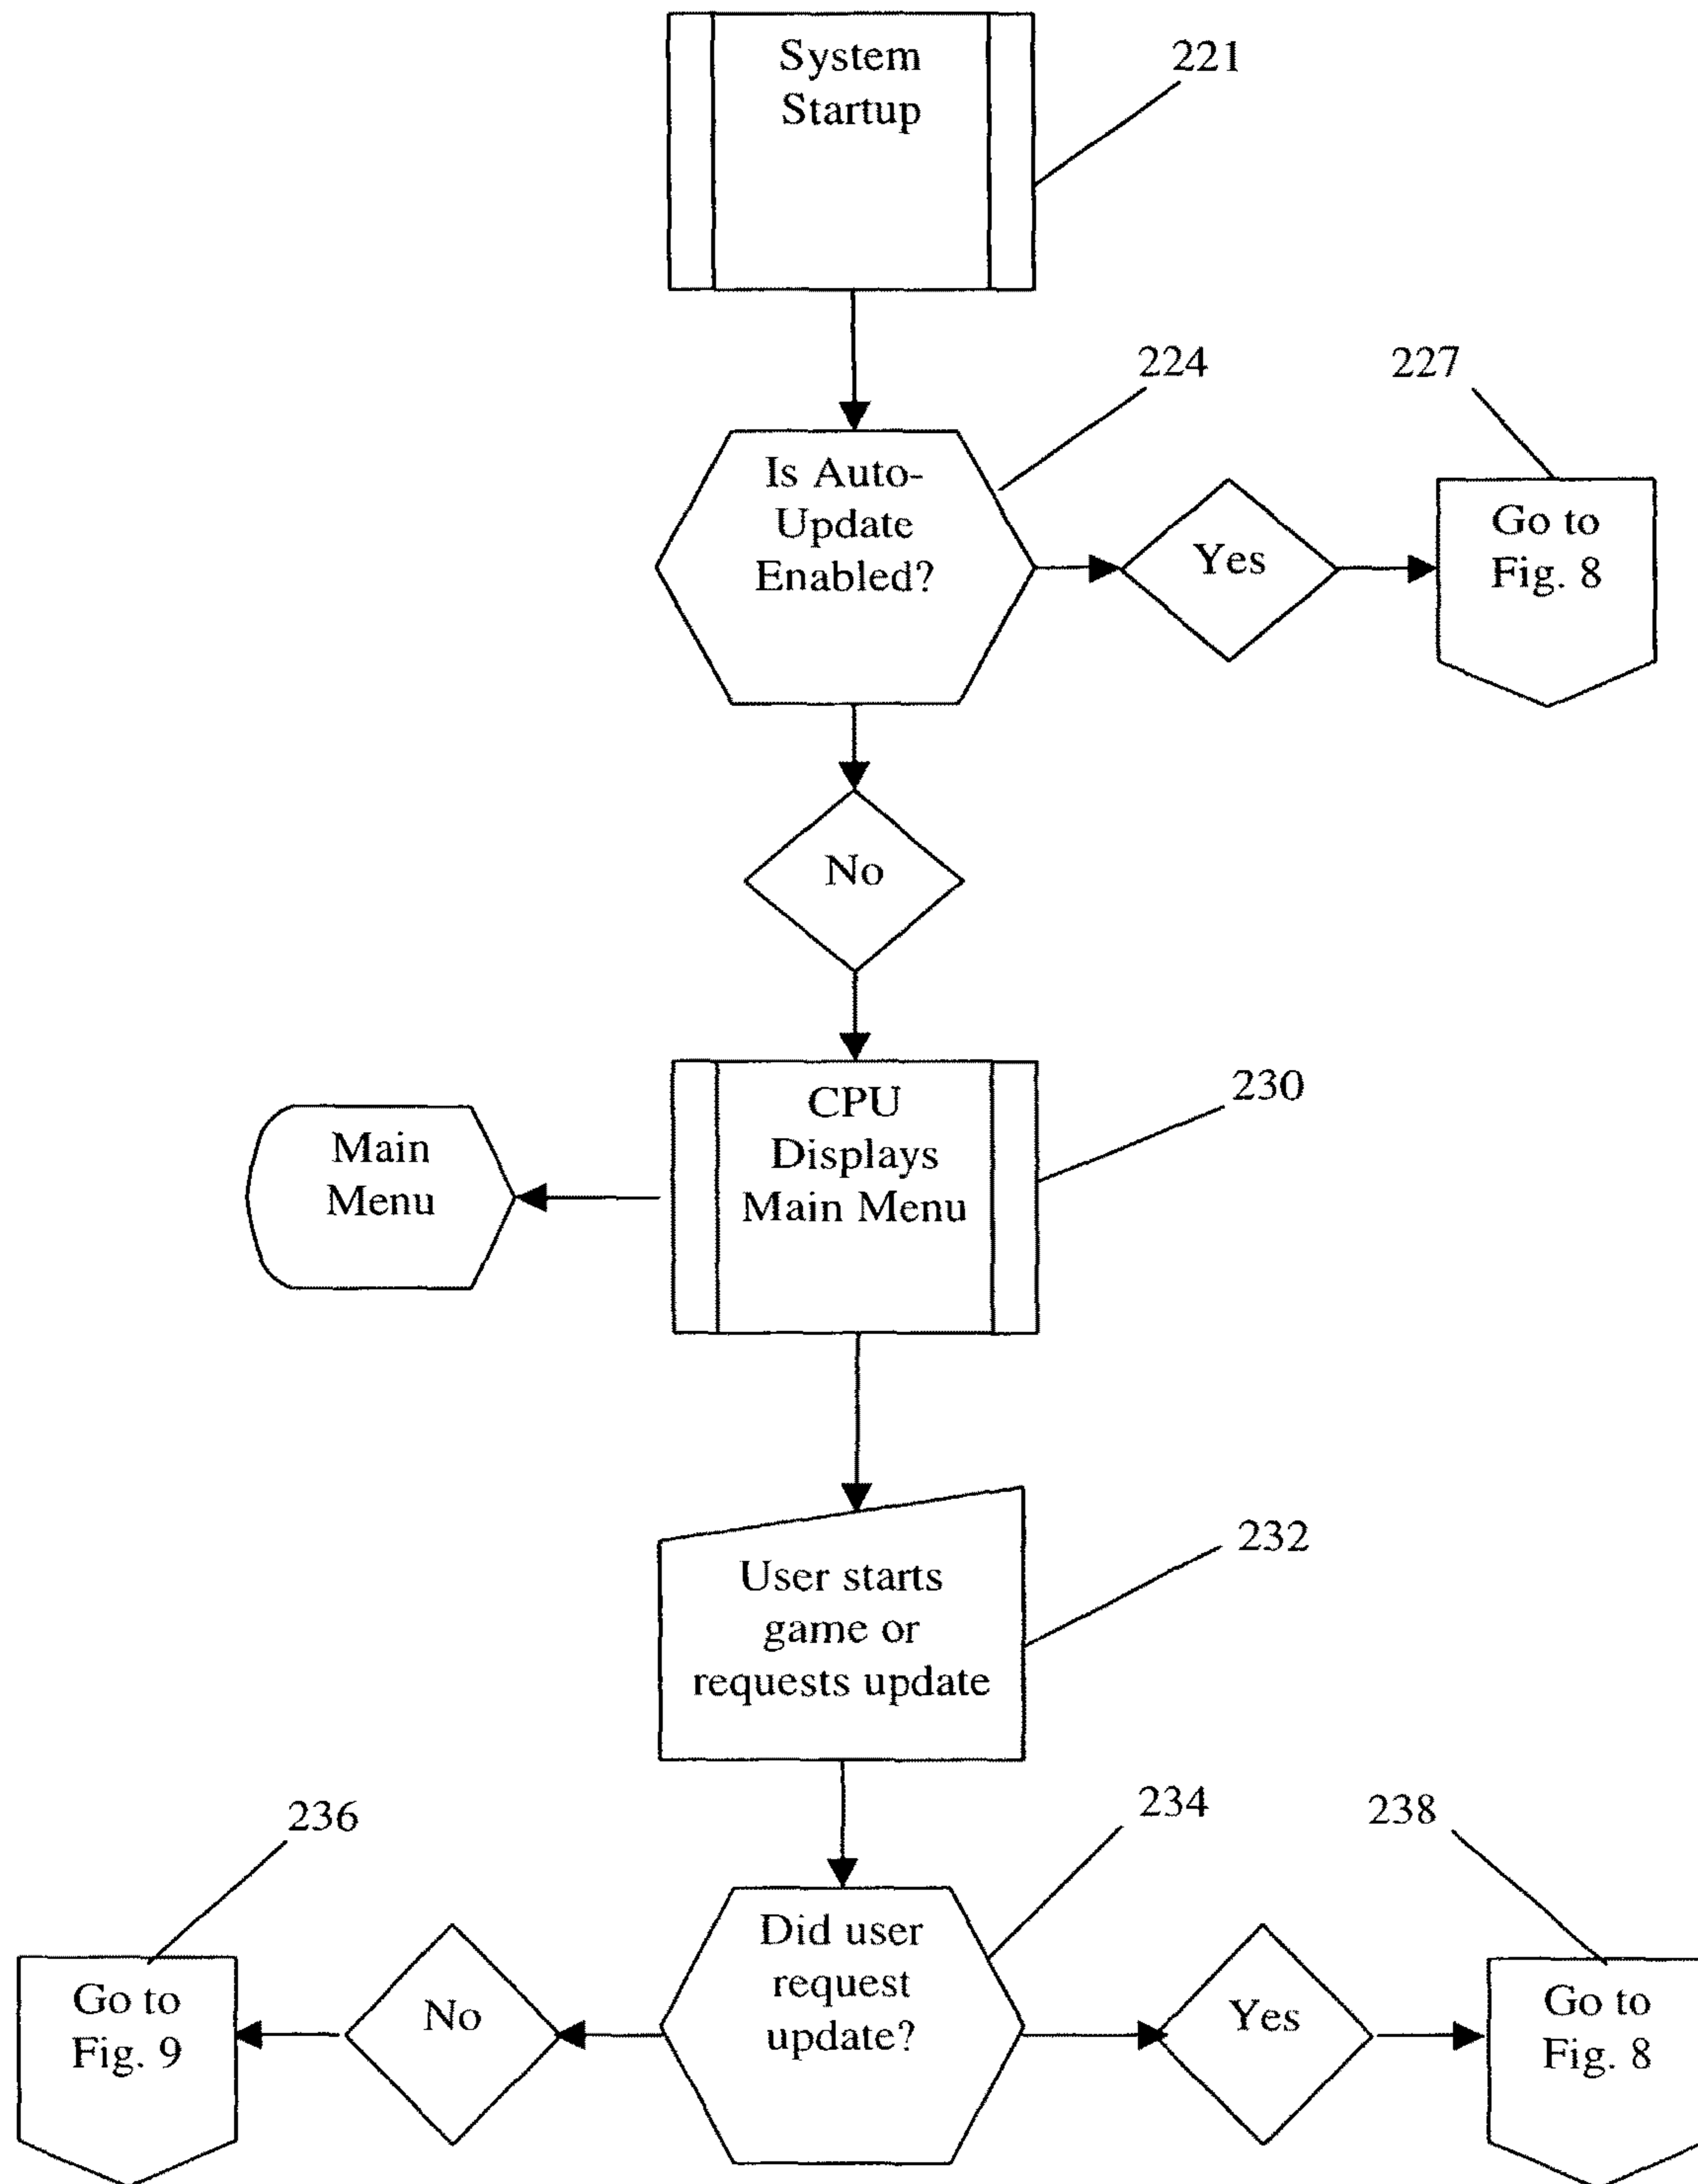 System
Startup
221
224
227
Is Auto-
Update
Enabled?
Yes
Go to
Fig. 8
No
CPU
Displays
Main Menu
230
Main
Menu
User starts
game or
requests update
232
236
234
238
Go to
Fig. 9
No
Did user
request
update?
Yes
Go to
Fig. 8